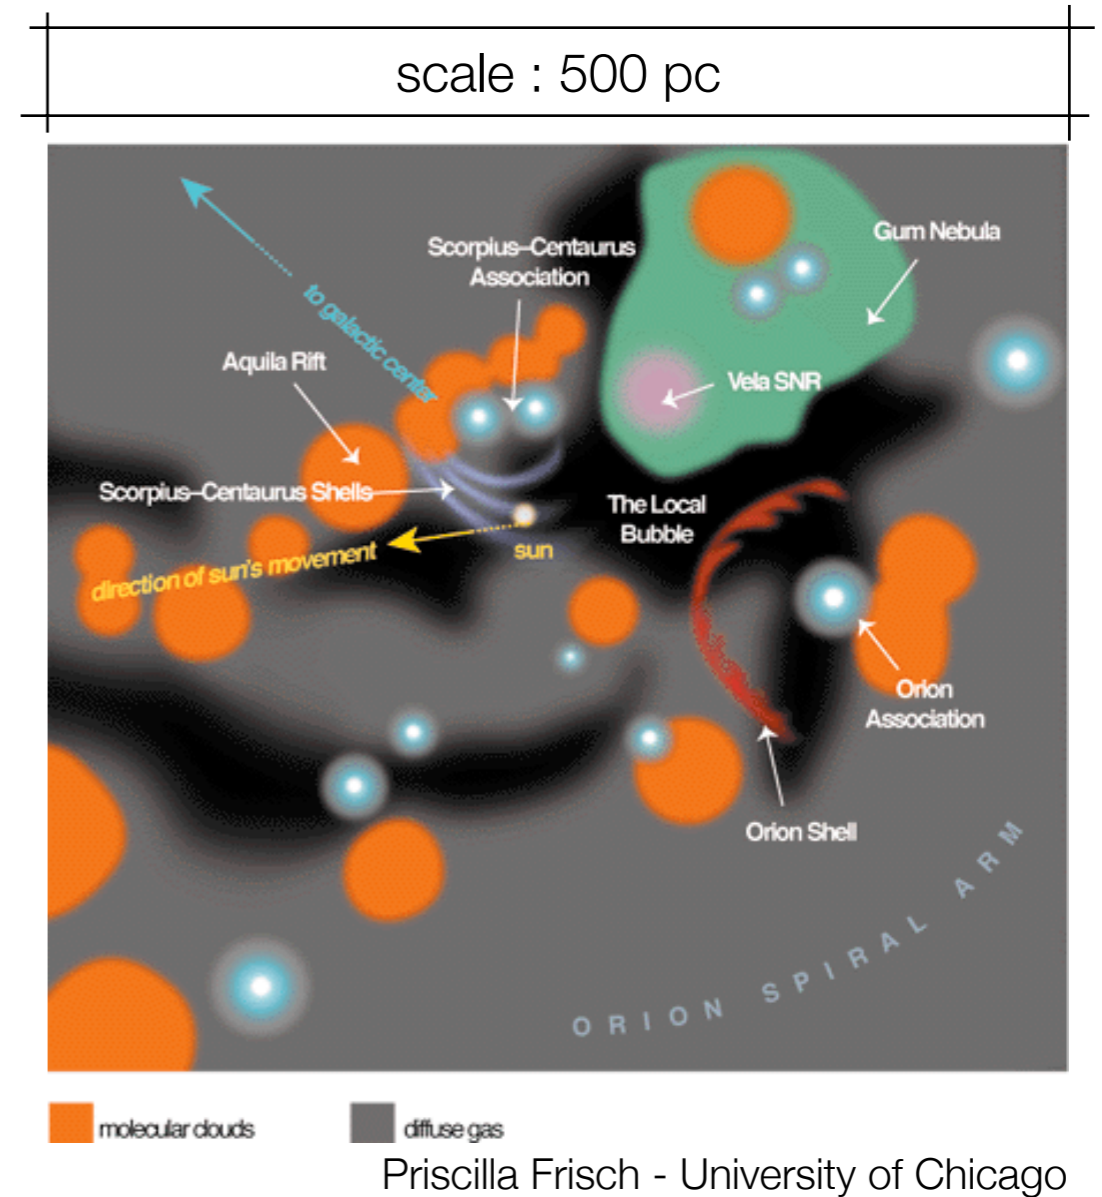 scale : 500 pc
Scorpius–Centaurus
Association
Gum Nebula
to galactic center
Aquila Rift
Vela SNR
Scorpius–Centaurus Shells
The Local
Bubble
sun
direction of sun's movement
Orion
Association
Orion Shell
ORION SPIRAL ARM
molecular clouds
diffuse gas
Priscilla Frisch - University of Chicago